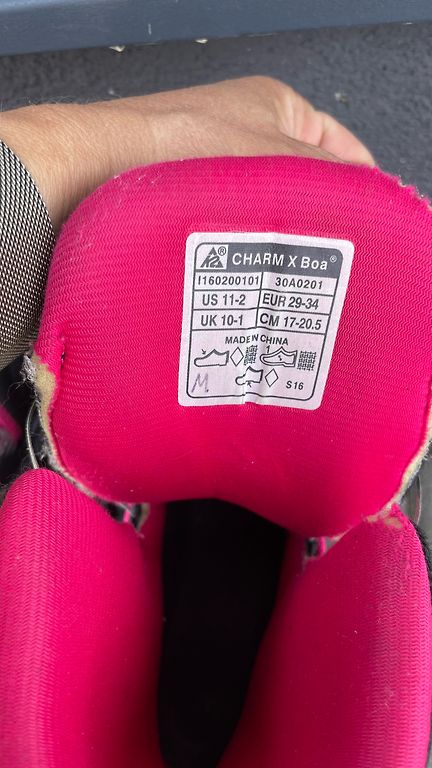 K2® CHARM X Boa®
I160200101 30A0201
US 11-2 EUR 29-34
UK 10-1 CM 17-20.5
MADE IN CHINA
1
M. S16